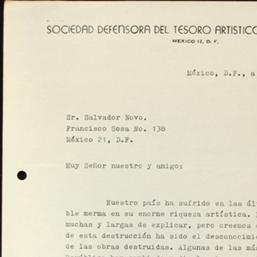 SOCIEDAD DEFENSORA DEL TESORO ARTISTICO
MEXICO 12, D. F.
México, D.F., a
Sr. Salvador Novo.
Francisco Sosa No. 138
México 21, D.F.
Muy Señor nuestro y amigo:
Nuestro país ha sufrido en las úl
ble merma en su enorme riqueza artística.
muchas y largas de explicar, pero creemos
de esta destrucción ha sido el desconoci
de las obras destruidas. Algunas de las má